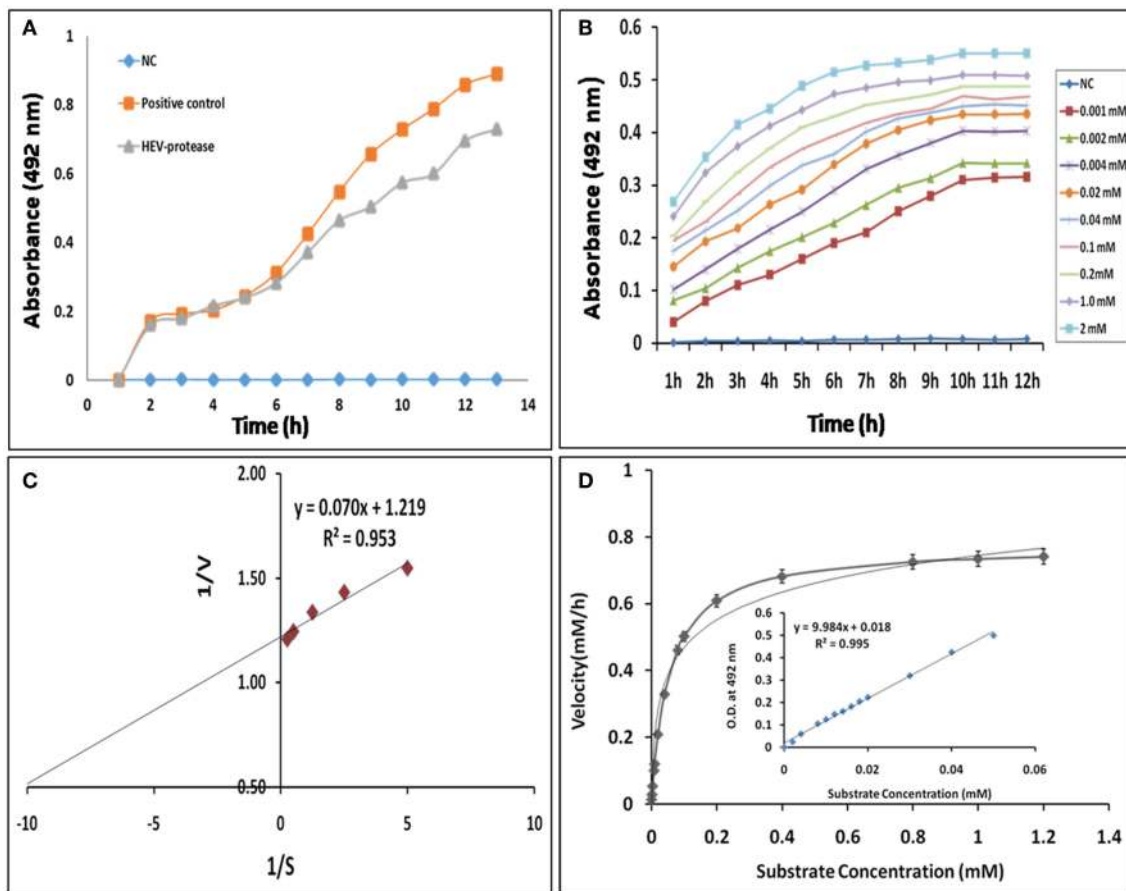 A
Absorbance (492 nm)
1
0.8
0.6
0.4
0.2
0
NC
Positive control
HEV-protease
0 2 4 6 8 10 12 14
Time (h)
B
Absorbance (492 nm)
0.6
0.5
0.4
0.3
0.2
0.1
0
1h 2h 3h 4h 5h 6h 7h 8h 9h 10h 11h 12h
Time (h)
NC
0.001 mM
0.002 mM
0.004 mM
0.02 mM
0.04 mM
0.1 mM
0.2mM
1.0 mM
2 mM
C
2.00
y = 0.070x + 1.219
R² = 0.953
1/V
1.50
1.00
0.50
-10 -5 0 5 10
1/S
D
Velocity(mM/h)
1
0.8
0.6
0.4
0.2
0
0 0.2 0.4 0.6 0.8 1 1.2 1.4
Substrate Concentration (mM)
y = 9.984x + 0.018
R² = 0.995
O.D. at 492 nm
0.6
0.5
0.4
0.3
0.2
0.1
0
0 0.02 0.04 0.06
Substrate Concentration (mM)